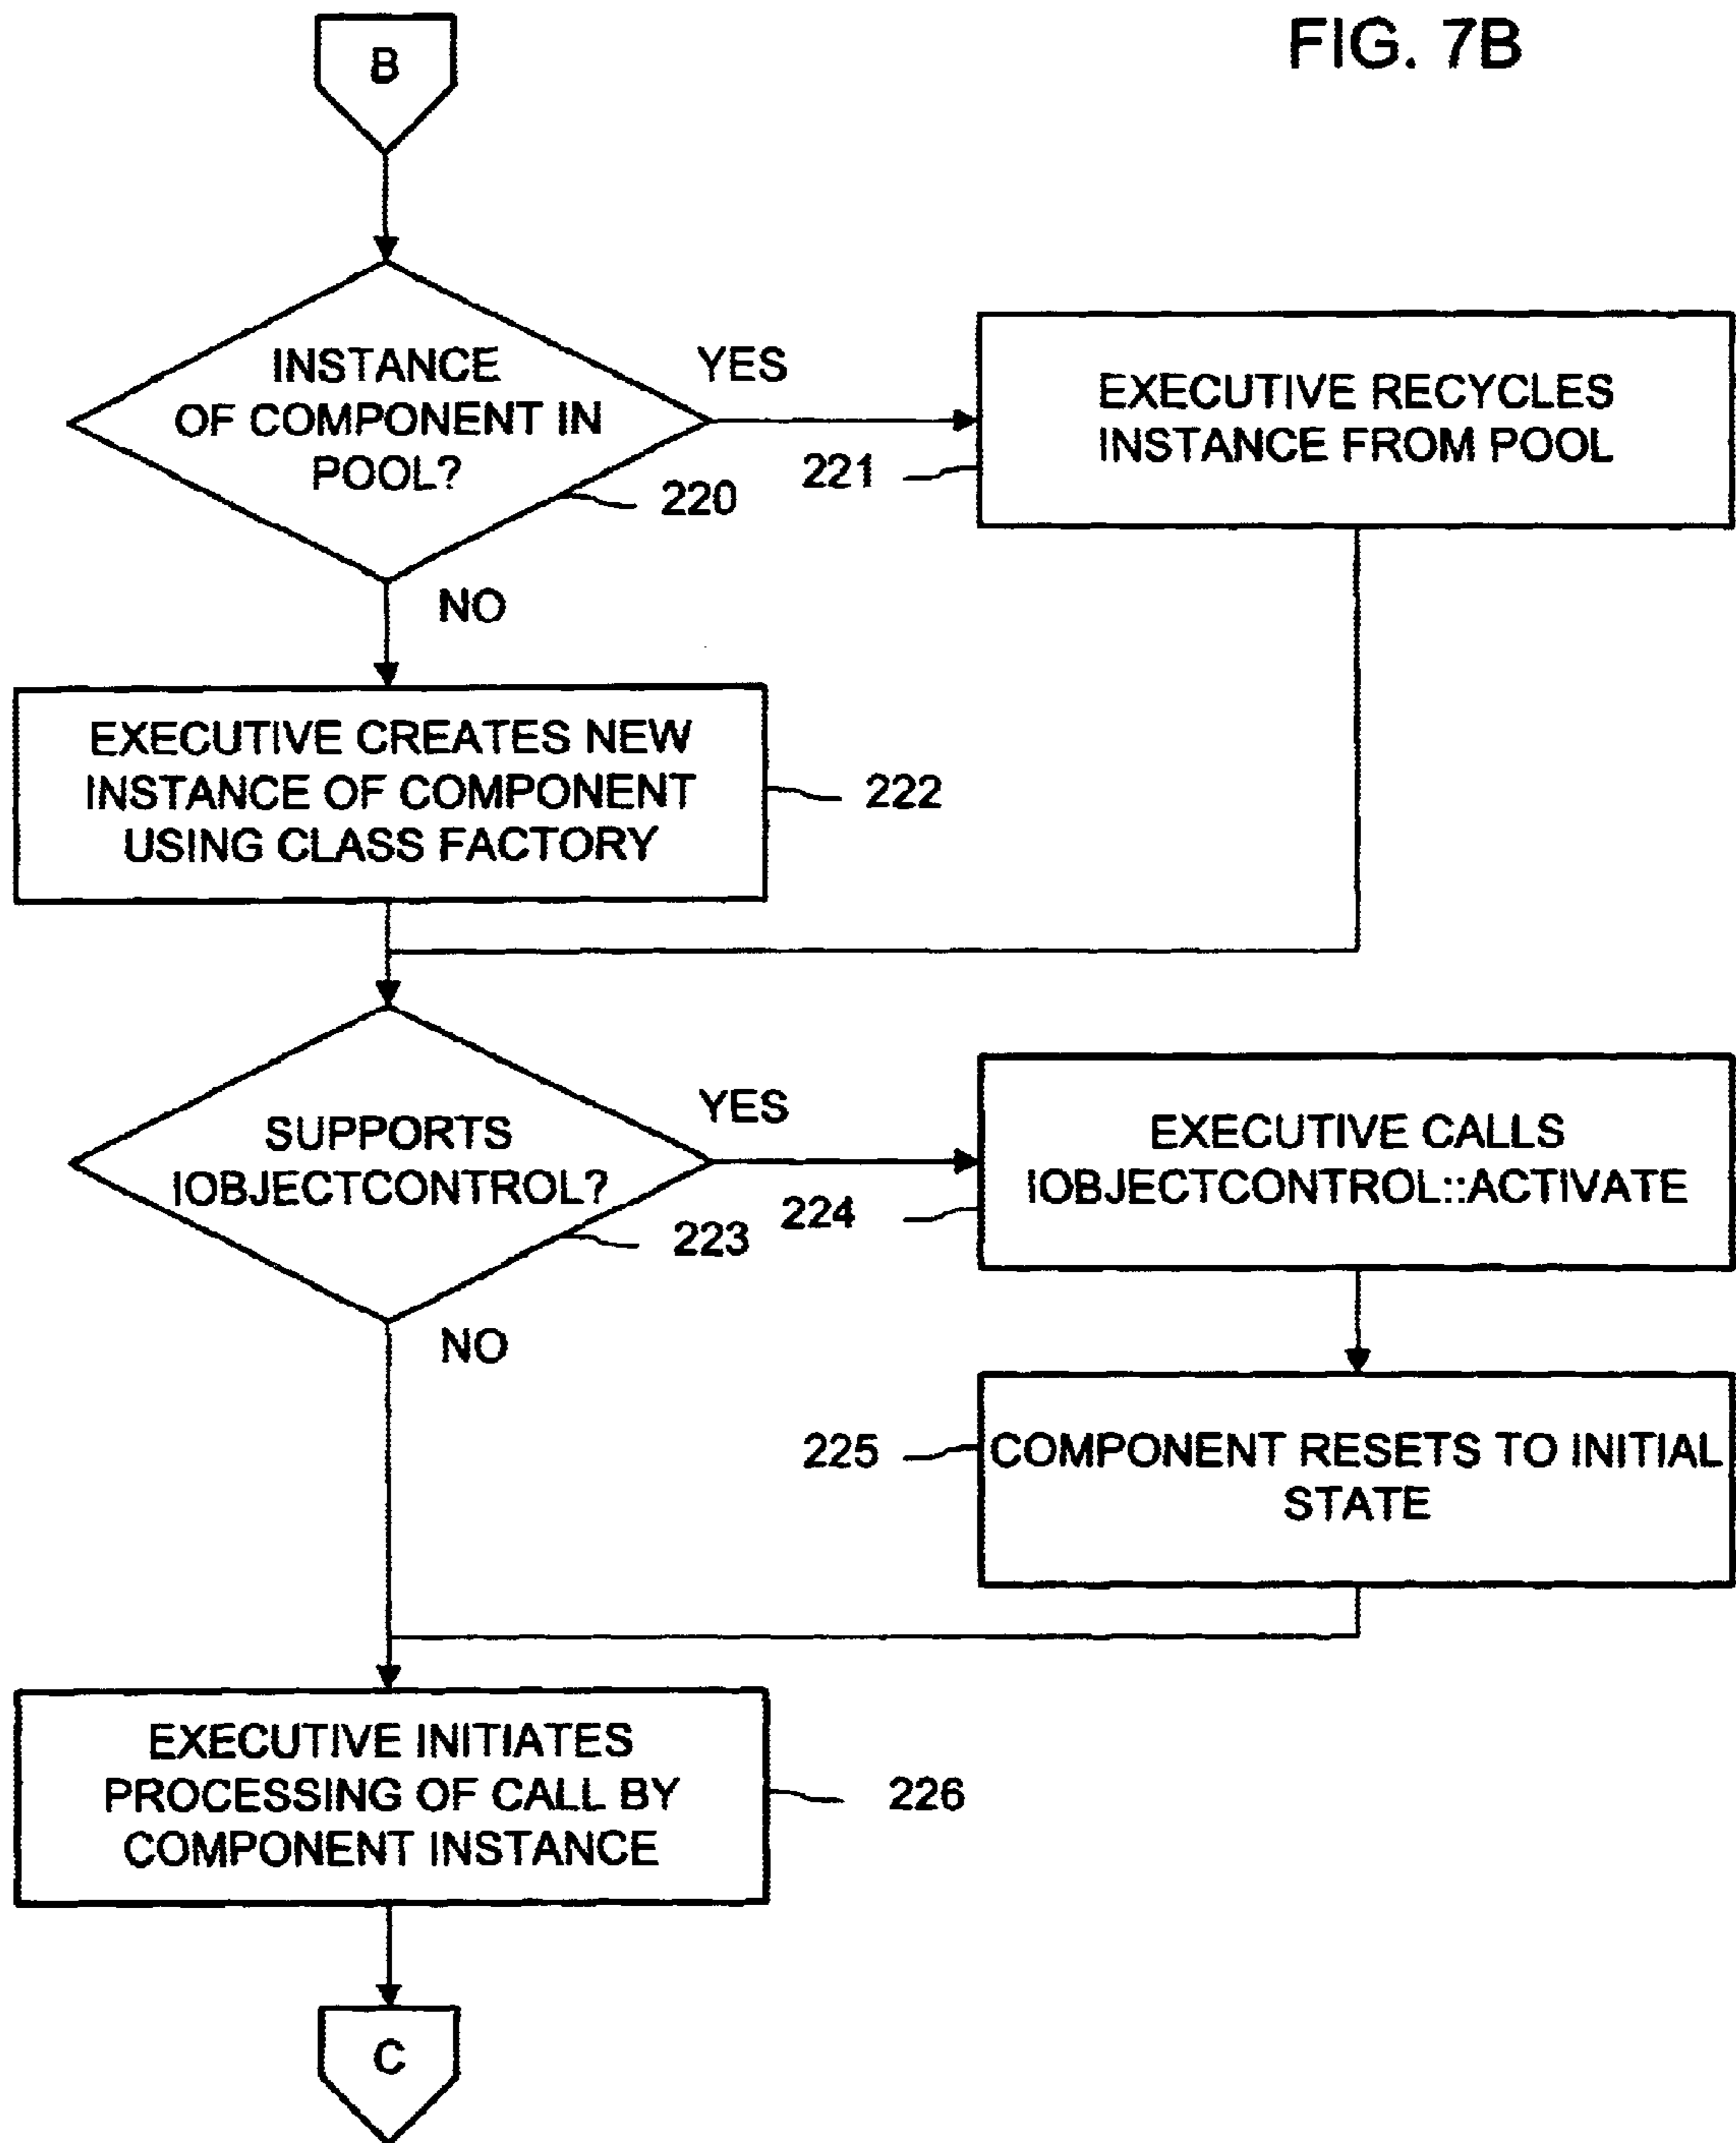 FIG. 7B
B
INSTANCE
OF COMPONENT IN
POOL?
220
YES
EXECUTIVE RECYCLES
INSTANCE FROM POOL
221
NO
EXECUTIVE CREATES NEW
INSTANCE OF COMPONENT
USING CLASS FACTORY
222
SUPPORTS
IOBJECTCONTROL?
223
YES
EXECUTIVE CALLS
IOBJECTCONTROL::ACTIVATE
224
NO
COMPONENT RESETS TO INITIAL
STATE
225
EXECUTIVE INITIATES
PROCESSING OF CALL BY
COMPONENT INSTANCE
226
C